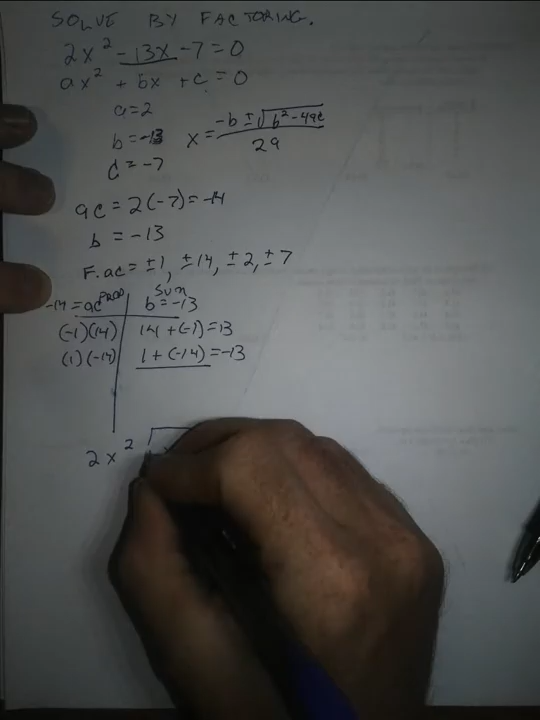 SOLVE BY FACTORING.
2x² - 13x - 7 = 0
ax² + bx + c = 0
a = 2
b = -13
c = -7
x = (-b ± √(b² - 4ac)) / 2a
ac = 2(-7) = -14
b = -13
F. ac = ±1, ±14, ±2, ±7
PROD SUM
-14 = ac b = -13
(-1)(14) 14 + (-1) = 13
(1)(-14) 1 + (-14) = -13
2x²